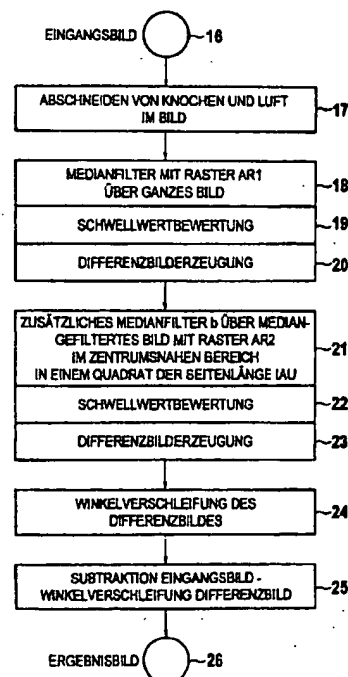 EINGANGSBILD 16
ABSCHNEIDEN VON KNOCHEN UND LUFT
IM BILD 17
MEDIANFILTER MIT RASTER AR1
ÜBER GANZES BILD 18
SCHWELLWERTBEWERTUNG 19
DIFFERENZBILDERZEUGUNG 20
ZUSÄTZLICHES MEDIANFILTER b ÜBER MEDIAN-
GEFILTERTES BILD MIT RASTER AR2
IM ZENTRUMSNAHEN BEREICH 21
IN EINEM QUADRAT DER SEITENLÄNGE IAU
SCHWELLWERTBEWERTUNG 22
DIFFERENZBILDERZEUGUNG 23
WINKELVERSCHLEIFUNG DES
DIFFERENZBILDES 24
SUBTRAKTION EINGANGSBILD -
WINKELVERSCHLEIFUNG DIFFERENZBILD 25
ERGEBNISBILD 26